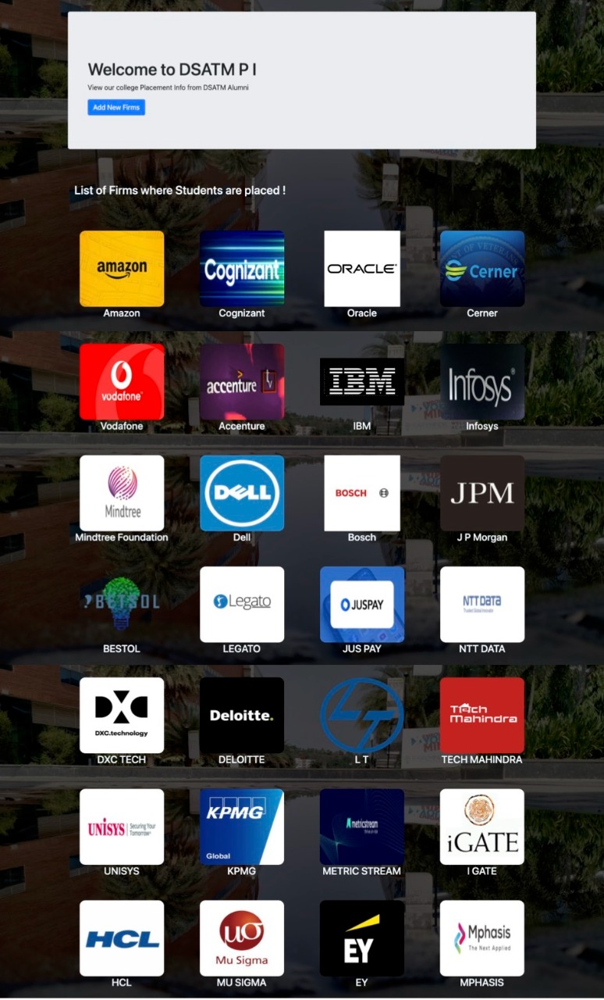 Welcome to DSATM P I
View our college Placement Info from DSATM Alumni
Add New Firms
List of Firms where Students are placed !
amazon
Cognizant
ORACLE
Cerner
Amazon
Cognizant
Oracle
Cerner
vodafone
accenture
IBM
Infosys®
Vodafone
Accenture
IBM
Infosys
Mindtree
DELL
BOSCH
JPM
Mindtree Foundation
Dell
Bosch
J P Morgan
BETSOL
Legato
JUSPAY
NTT DATA
BESTOL
LEGATO
JUS PAY
NTT DATA
DXC.technology
Deloitte.
LT
Tech
Mahindra
DXC TECH
DELOITTE
L T
TECH MAHINDRA
UNISYS
Securing Your
Tomorrow®
KPMG
Global
metricstream
iGATE
UNISYS
KPMG
METRIC STREAM
I GATE
HCL
μσ
Mu Sigma
EY
Mphasis
The Next Applied
HCL
MU SIGMA
EY
MPHASIS